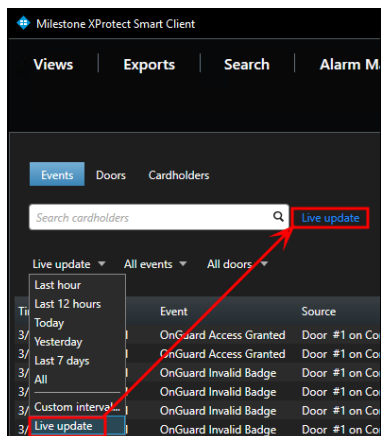 Milestone XProtect Smart Client
Views Exports Search Alarm M
Events Doors Cardholders
Search cardholders Live update
Live update All events All doors
Last hour
Last 12 hours
Today
Yesterday
Last 7 days
All
Custom interval...
Live update
Event Source
OnGuard Access Granted Door #1 on Co
OnGuard Access Granted Door #1 on Co
OnGuard Invalid Badge Door #1 on Co
OnGuard Invalid Badge Door #1 on Co
OnGuard Invalid Badge Door #1 on Co
OnGuard Invalid Badge Door #1 on Co